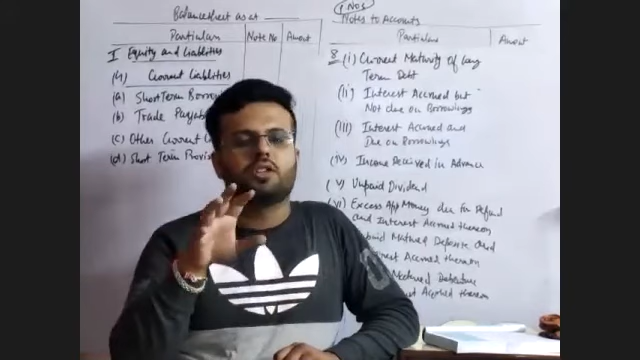 Balance Sheet as at
Particulars Note No Amount
I Equity and Liabilities
(4) Current Liabilities
(a) Short Term
(b) Trade
(c) Other Current
(d) Short Term
Notes to Accounts
Particulars Amount
8 (i) Current Maturity of Long
Term Debt
(ii) Interest Accrued but
Not due on Borrowings
(iii) Interest Accrued and
Due on Borrowings
(iv) Income Received in Advance
(v) Unpaid Dividend
(vi) Excess App Money due for Refund
and Interest Accrued thereon
Matured Deposits and
Interest Accrued thereon
Matured Debenture
Accrued thereon
adidas